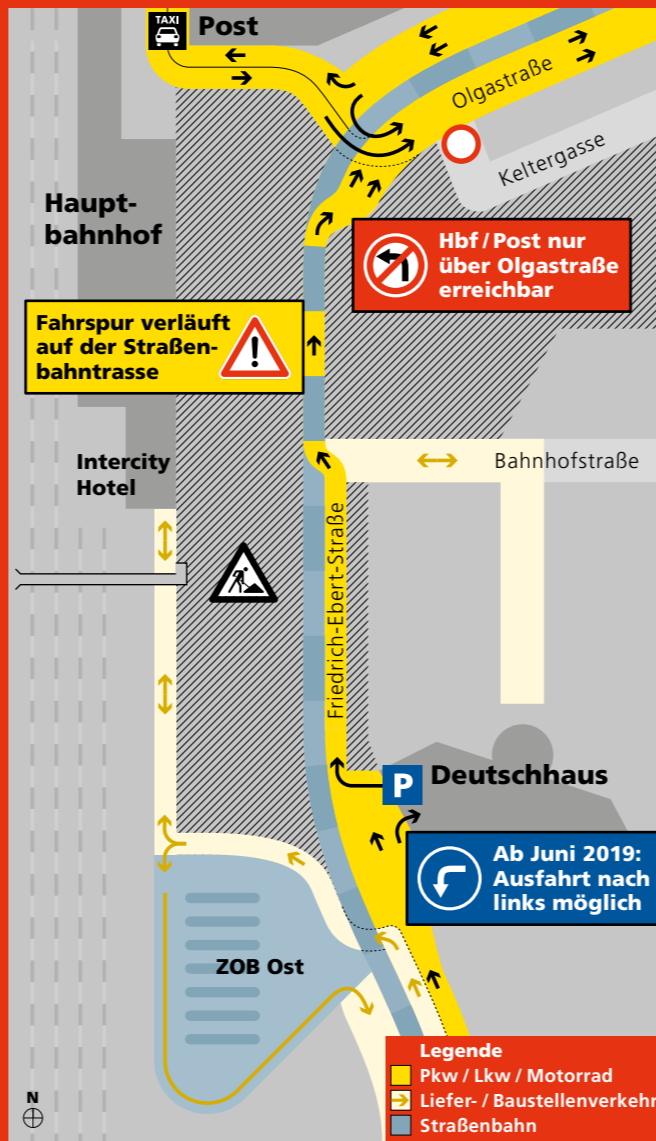 TAXI
Post
Olgastraße
Keltergasse
Haupt-
bahnhof
Hbf / Post nur
über Olgastraße
erreichbar
Fahrspur verläuft
auf der Straßen-
bahntrasse
!
Intercity
Hotel
Bahnhofstraße
Friedrich-Ebert-Straße
P
Deutschhaus
Ab Juni 2019:
Ausfahrt nach
links möglich
ZOB Ost
N
Legende
Pkw / Lkw / Motorrad
Liefer- / Baustellenverkehr
Straßenbahn